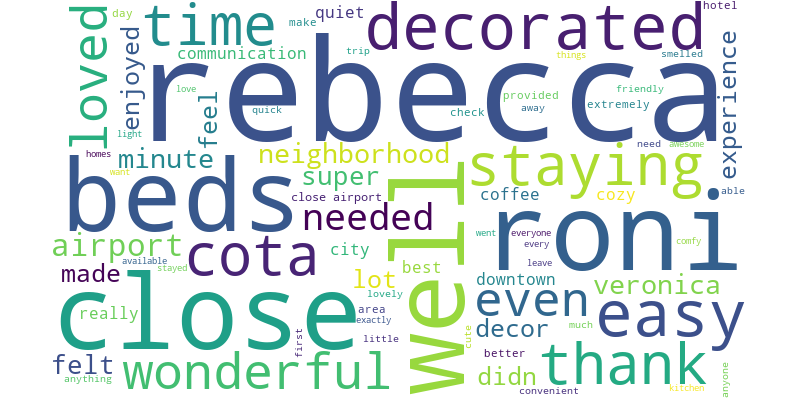 hotel
day
quiet
time
decorated
make
loved
enjoyed
communication
trip
things
smelled
rebecca
love
feel
quick
check
provided
away
friendly
extremely
experience
light
homes
minute
neighborhood
need
awesome
want
super
staying
beds
close airport
needed
well
coffee
cozy
able
roni
airport
cota
city
went
everyone
every
comfy
available
stayed
best
leave
made
lot
downtown
veronica
close
lovely
even
easy
really
area
exactly
decor
much
little
first
cute
better
thank
felt
wonderful
anything
didn
convenient
kitchen
anyone